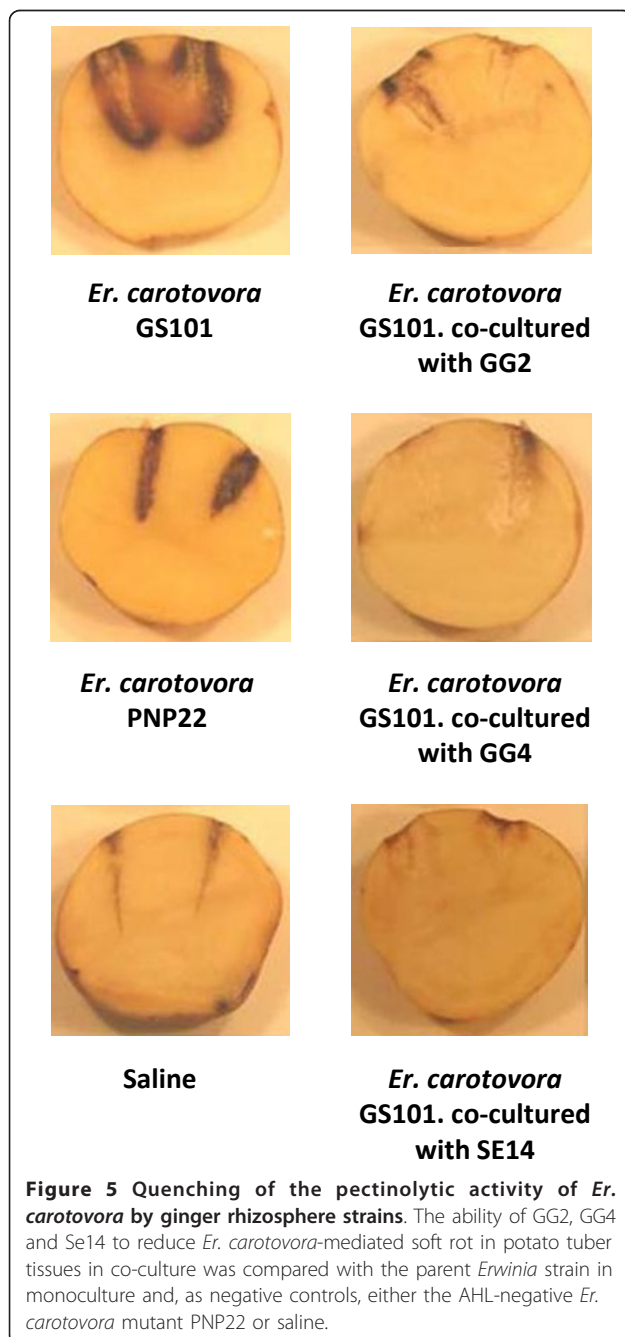 Er. carotovora
GS101
Er. carotovora
GS101. co-cultured
with GG2
Er. carotovora
PNP22
Er. carotovora
GS101. co-cultured
with GG4
Saline
Er. carotovora
GS101. co-cultured
with SE14
Figure 5 Quenching of the pectinolytic activity of Er.
carotovora by ginger rhizosphere strains. The ability of GG2, GG4
and Se14 to reduce Er. carotovora-mediated soft rot in potato tuber
tissues in co-culture was compared with the parent Erwinia strain in
monoculture and, as negative controls, either the AHL-negative Er.
carotovora mutant PNP22 or saline.